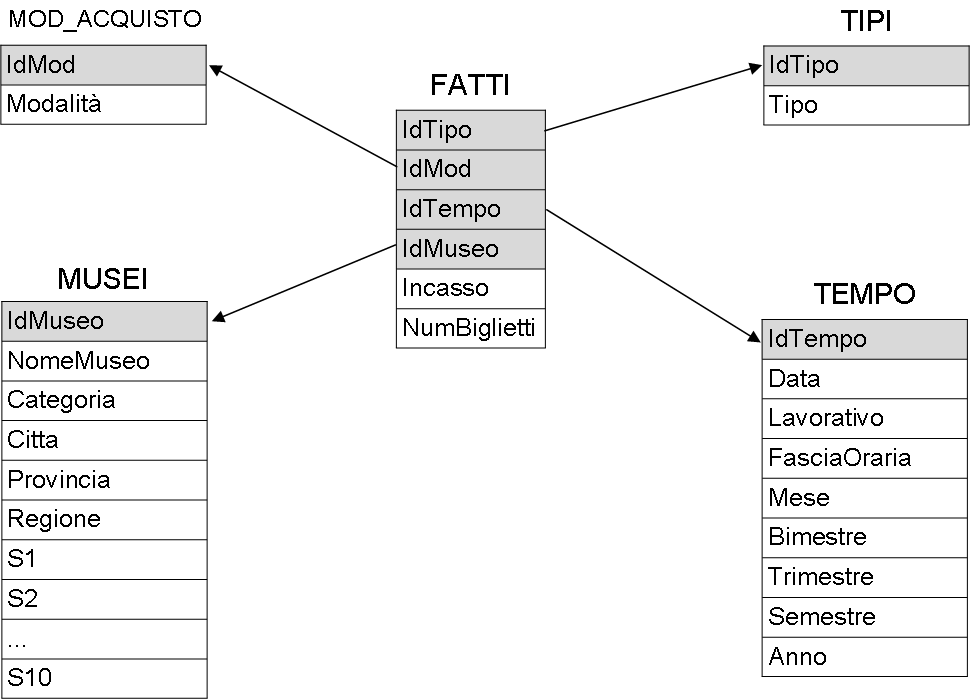 MOD_ACQUISTO
IdMod
Modalità
FATTI
IdTipo
IdMod
IdTempo
IdMuseo
Incasso
NumBiglietti
TIPI
IdTipo
Tipo
MUSEI
IdMuseo
NomeMuseo
Categoria
Citta
Provincia
Regione
S1
S2
...
S10
TEMPO
IdTempo
Data
Lavorativo
FasciaOraria
Mese
Bimestre
Trimestre
Semestre
Anno